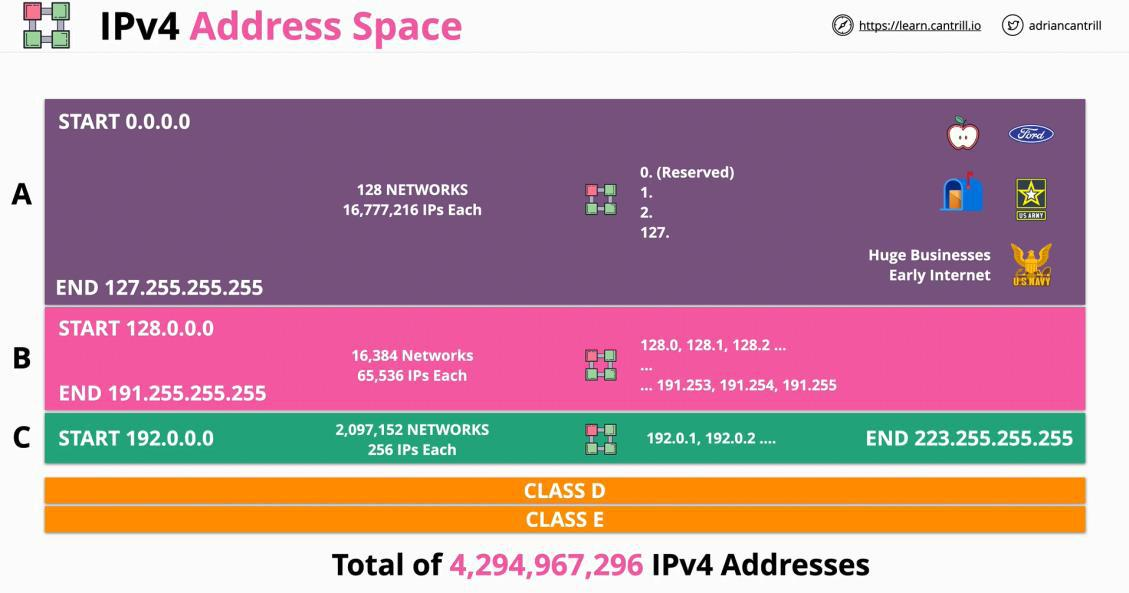 IPv4 Address Space
https://learn.cantrill.io
adriancantrill
A
START 0.0.0.0
128 NETWORKS
16,777,216 IPs Each
0. (Reserved)
1.
2.
127.
Ford
US ARMY
Huge Businesses
Early Internet
U.S. NAVY
END 127.255.255.255
B
START 128.0.0.0
16,384 Networks
65,536 IPs Each
128.0, 128.1, 128.2 ...
...
... 191.253, 191.254, 191.255
END 191.255.255.255
C
START 192.0.0.0
2,097,152 NETWORKS
256 IPs Each
192.0.1, 192.0.2 ....
END 223.255.255.255
CLASS D
CLASS E
Total of 4,294,967,296 IPv4 Addresses